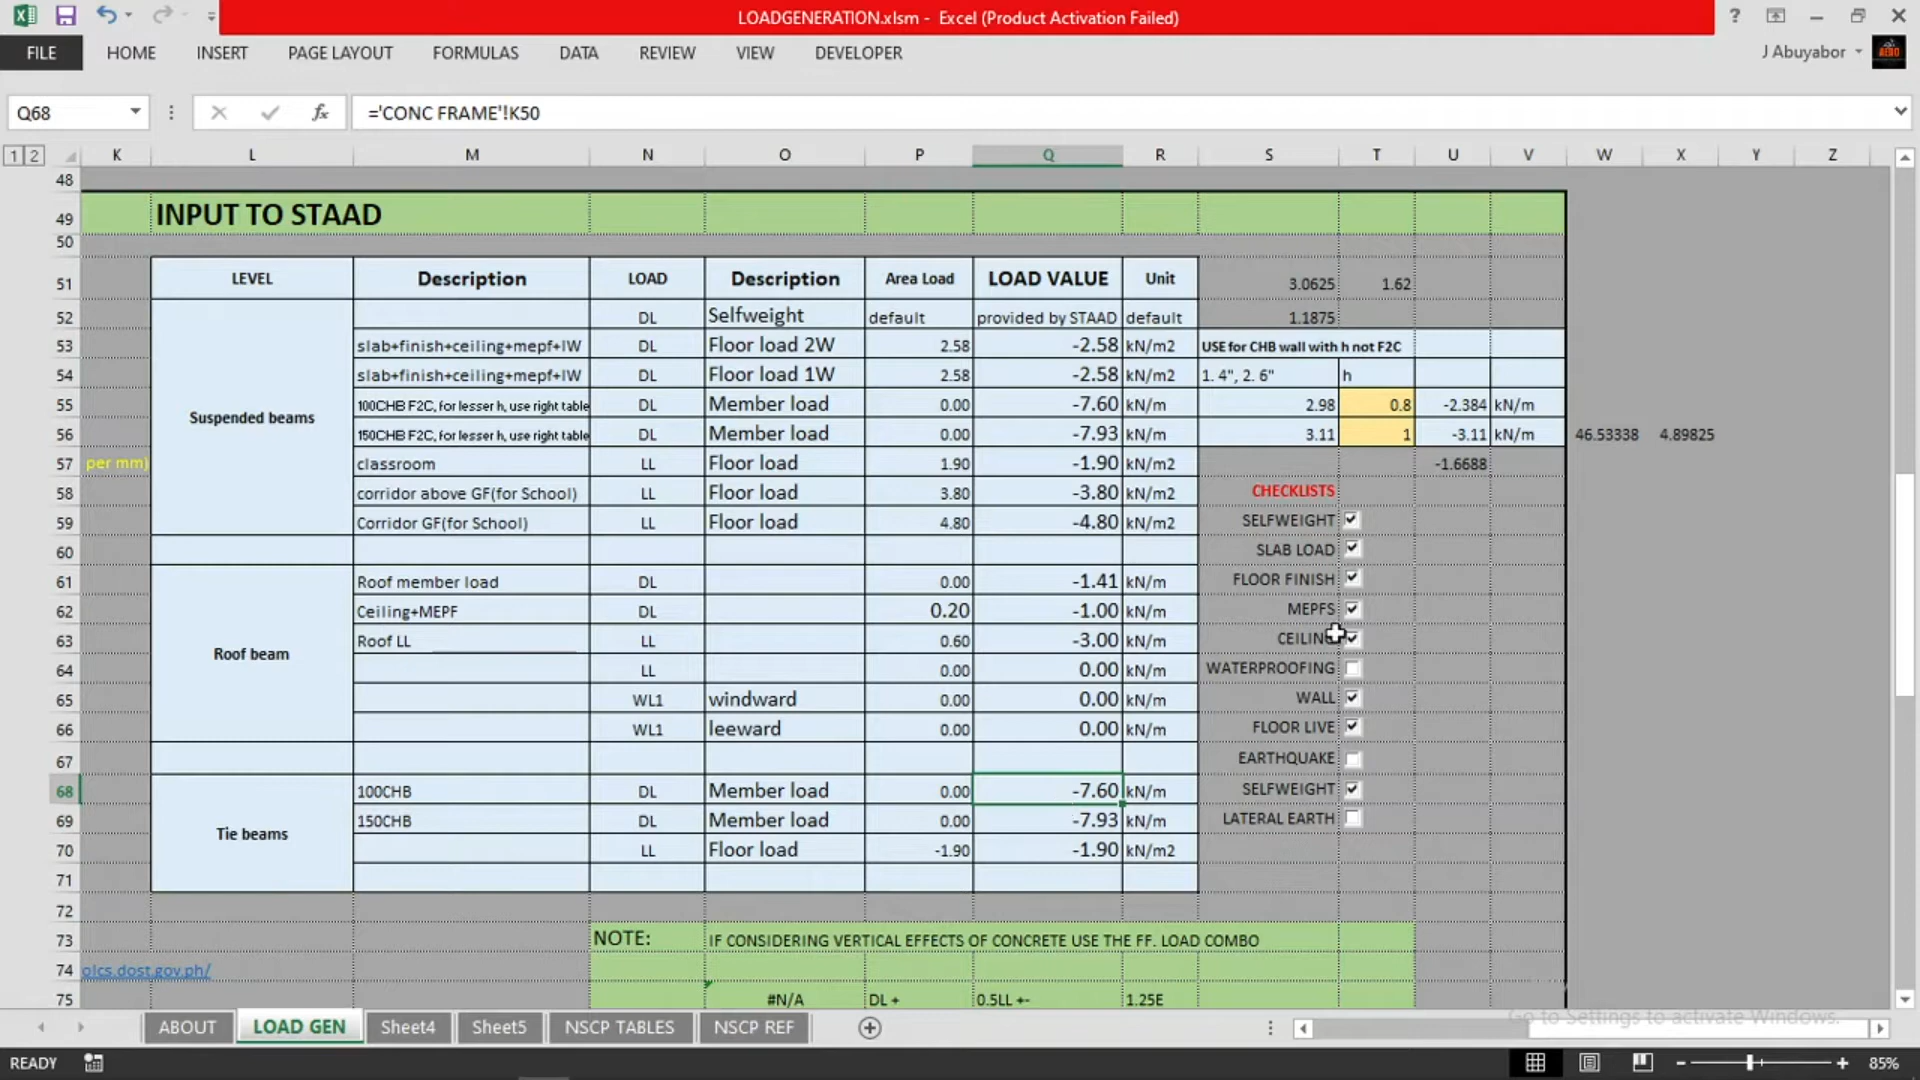 LOADGENERATION.xlsm - Excel (Product Activation Failed)
FILE HOME INSERT PAGE LAYOUT FORMULAS DATA REVIEW VIEW DEVELOPER J Abuyabor
Q68 fx ='CONC FRAME'!K50
1 2 K L M N O P Q R S T U V W X Y Z
48
49 INPUT TO STAAD
50
51 LEVEL Description LOAD Description Area Load LOAD VALUE Unit 3.0625 1.62
52 DL Selfweight default provided by STAAD default 1.1875
53 slab+finish+ceiling+mepf+IW DL Floor load 2W 2.58 -2.58 kN/m2 USE for CHB wall with h not F2C
54 slab+finish+ceiling+mepf+IW DL Floor load 1W 2.58 -2.58 kN/m2 1. 4", 2. 6" h
55 100CHB F2C, for lesser h, use right table DL Member load 0.00 -7.60 kN/m 2.98 0.8 -2.384 kN/m
Suspended beams
56 150CHB F2C, for lesser h, use right table DL Member load 0.00 -7.93 kN/m 3.11 1 -3.11 kN/m 46.53338 4.89825
57 per mm) classroom LL Floor load 1.90 -1.90 kN/m2 -1.6688
58 corridor above GF(for School) LL Floor load 3.80 -3.80 kN/m2 CHECKLISTS
59 Corridor GF(for School) LL Floor load 4.80 -4.80 kN/m2 SELFWEIGHT
60 SLAB LOAD
61 Roof member load DL 0.00 -1.41 kN/m FLOOR FINISH
62 Ceiling+MEPF DL 0.20 -1.00 kN/m MEPFS
63 Roof LL LL 0.60 -3.00 kN/m CEILING
Roof beam
64 LL 0.00 0.00 kN/m WATERPROOFING
65 WL1 windward 0.00 0.00 kN/m WALL
66 WL1 leeward 0.00 0.00 kN/m FLOOR LIVE
67 EARTHQUAKE
68 100CHB DL Member load 0.00 -7.60 kN/m SELFWEIGHT
69 150CHB DL Member load 0.00 -7.93 kN/m LATERAL EARTH
Tie beams
70 LL Floor load -1.90 -1.90 kN/m2
71
72
73 NOTE: IF CONSIDERING VERTICAL EFFECTS OF CONCRETE USE THE FF. LOAD COMBO
74 olcs.dost.gov.ph/
75 #N/A DL + 0.5LL +- 1.25E
ABOUT LOAD GEN Sheet4 Sheet5 NSCP TABLES NSCP REF
Go to Settings to activate Windows.
READY 85%